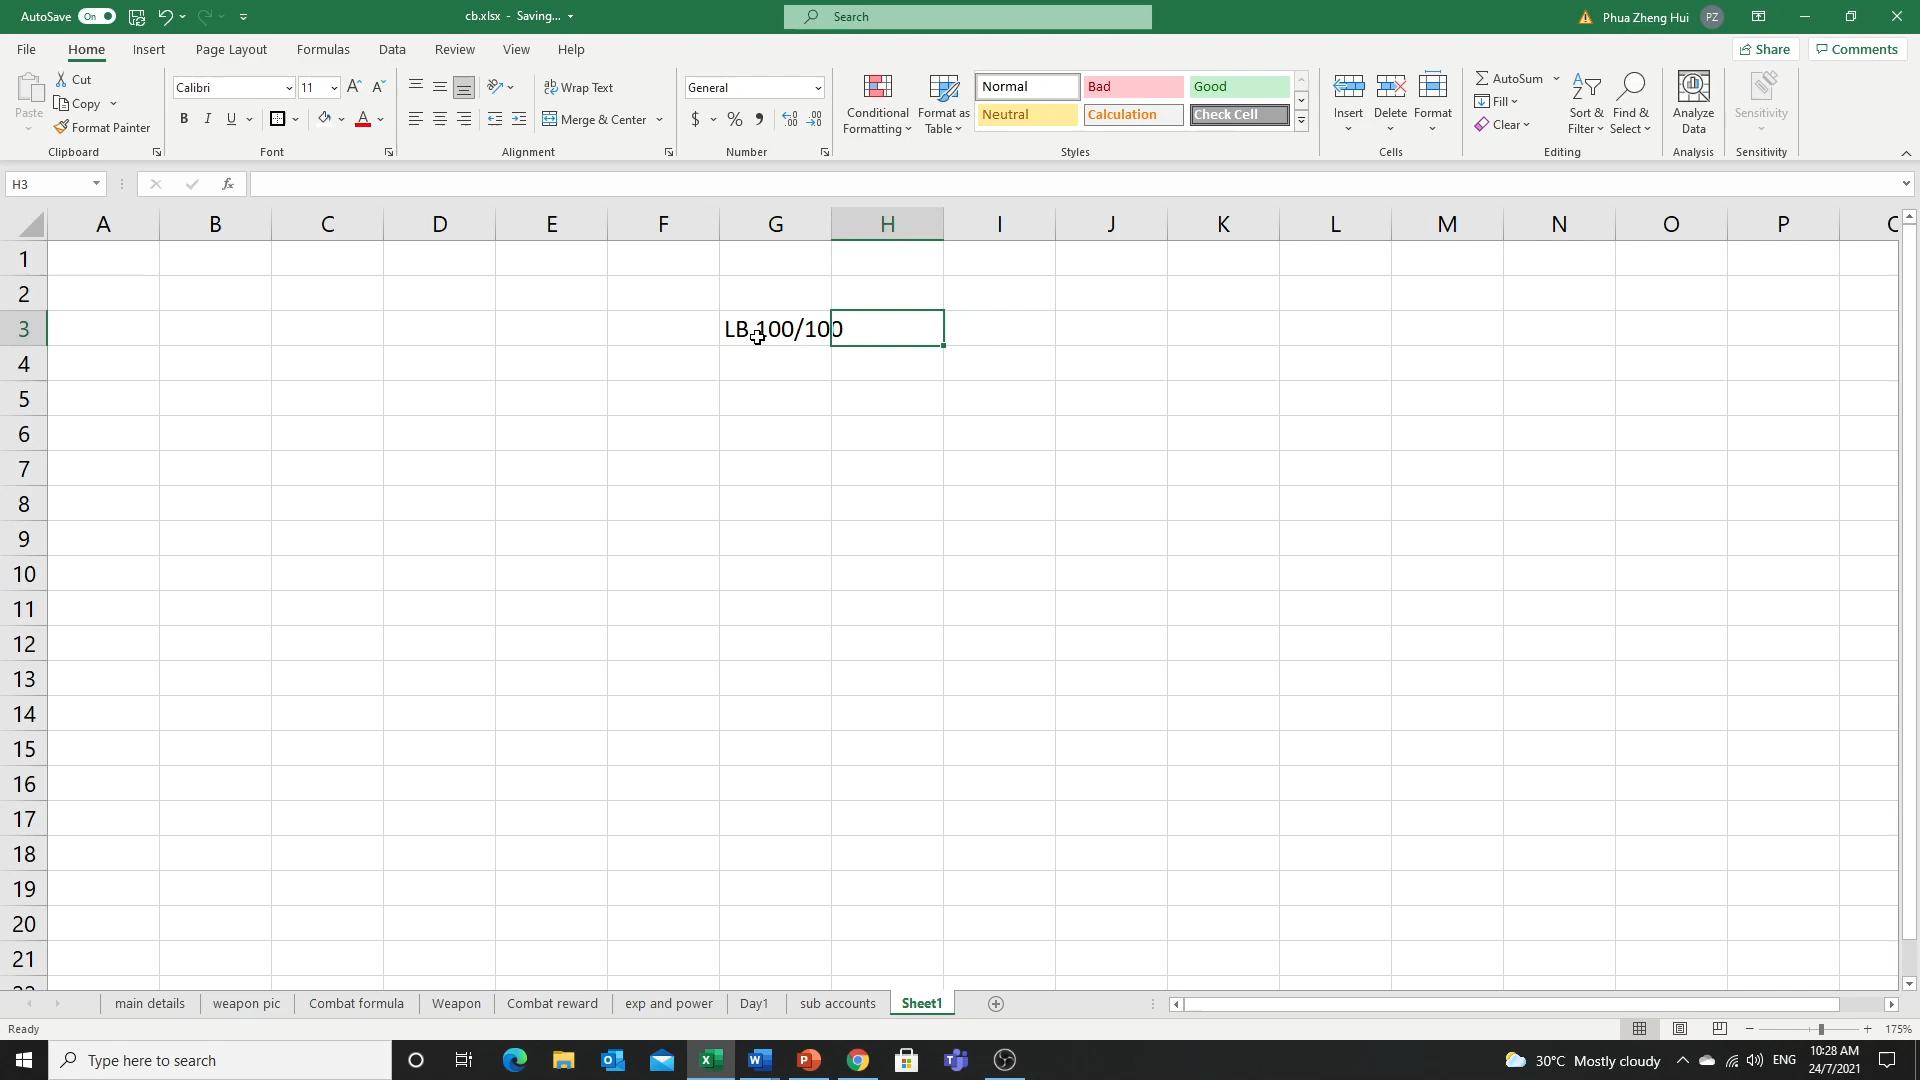 AutoSave On cb.xlsx - Saving... Search Phua Zheng Hui PZ
File Home Insert Page Layout Formulas Data Review View Help Share Comments
Paste Cut Copy Format Painter Clipboard
Calibri 11 B I U A Font
Wrap Text Merge & Center Alignment
General $ % Number
Conditional Formatting Format as Table
Normal Bad Good
Neutral Calculation Check Cell
Styles
Insert Delete Format Cells
AutoSum Fill Clear Sort & Filter Find & Select Editing
Analyze Data Analysis
Sensitivity Sensitivity
H3 fx
A B C D E F G H I J K L M N O P
1
2
3 LB 100/100
4
5
6
7
8
9
10
11
12
13
14
15
16
17
18
19
20
21
main details weapon pic Combat formula Weapon Combat reward exp and power Day1 sub accounts Sheet1
Ready 175%
Type here to search 30°C Mostly cloudy ENG 10:28 AM
24/7/2021